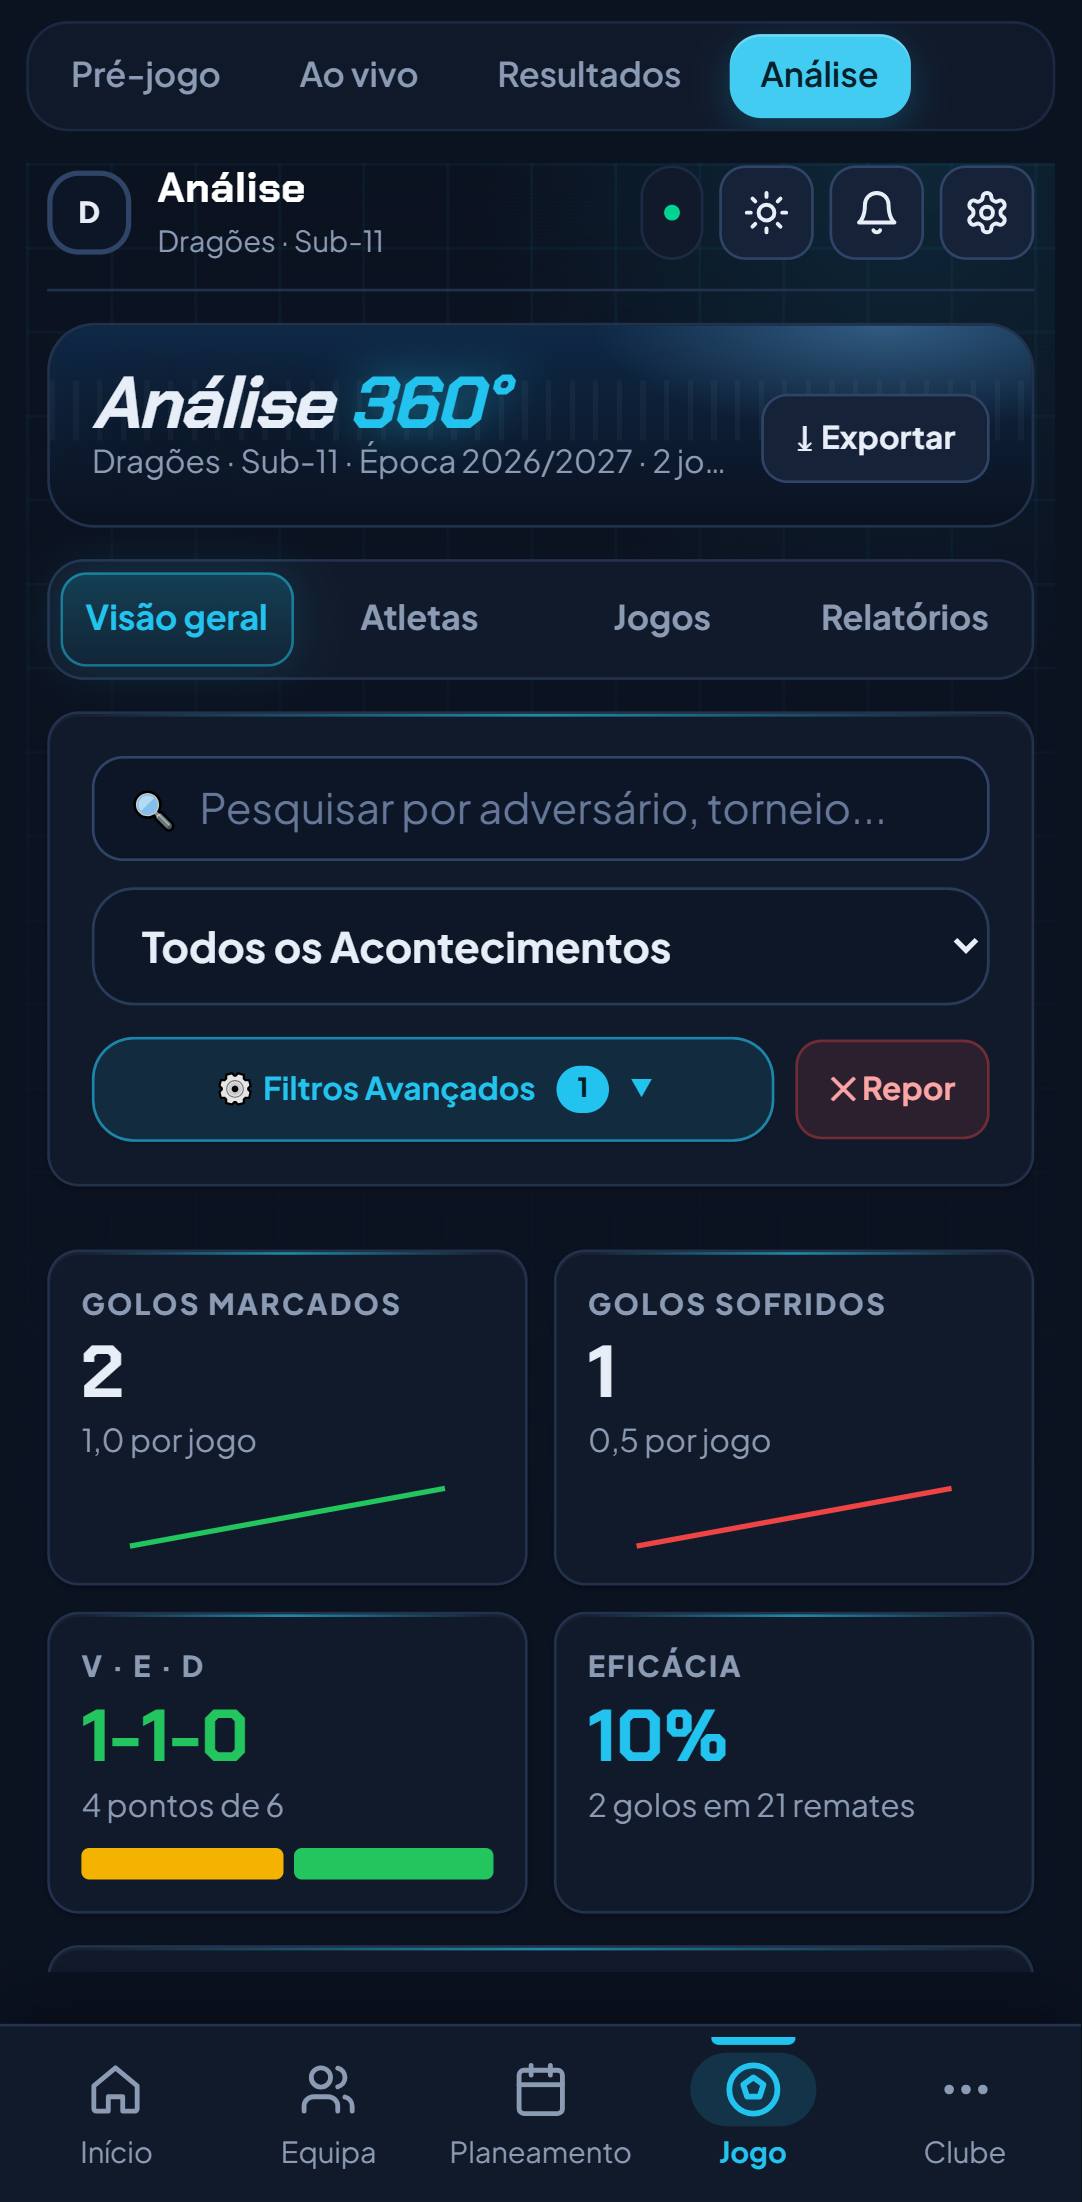 Pré-jogo Ao vivo Resultados Análise
D
Análise
Dragões · Sub-11
Análise 360°
Dragões · Sub-11 · Época 2026/2027 · 2 jo...
Exportar
Visão geral Atletas Jogos Relatórios
Pesquisar por adversário, torneio...
Todos os Acontecimentos
Filtros Avançados 1 ▼
Repor
GOLOS MARCADOS
2
1,0 por jogo
GOLOS SOFRIDOS
1
0,5 por jogo
V · E · D
1-1-0
4 pontos de 6
EFICÁCIA
10%
2 golos em 21 remates
Início Equipa Planeamento Jogo Clube